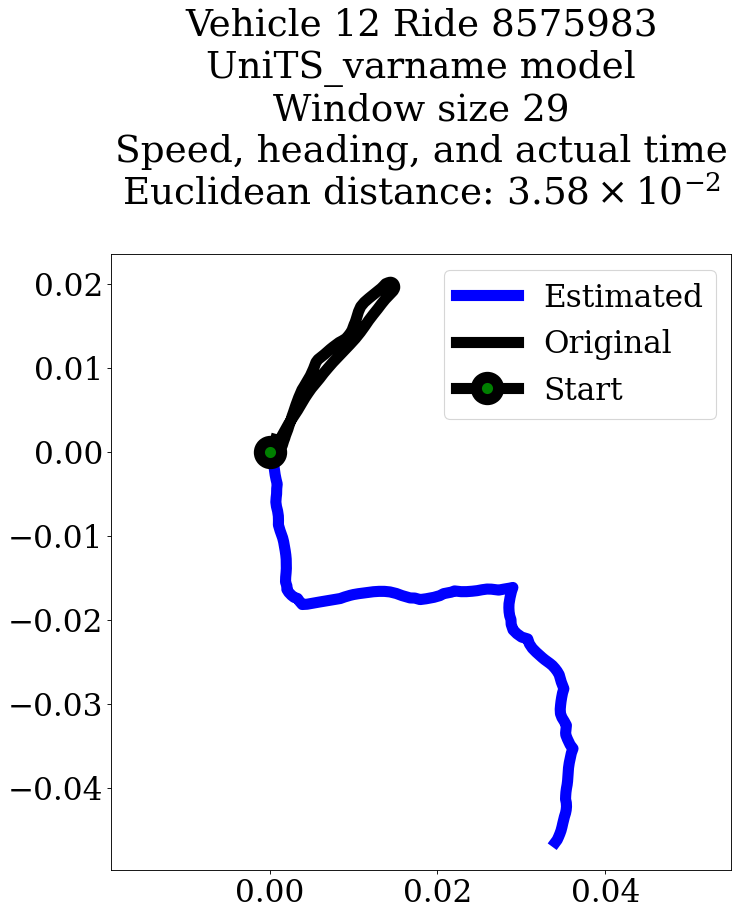 Vehicle 12 Ride 8575983
UniTS_varname model
Window size 29
Speed, heading, and actual time
Euclidean distance: $3.58 \times 10^{-2}$
Estimated
Original
Start
0.02
0.01
0.00
−0.01
−0.02
−0.03
−0.04
0.00 0.02 0.04